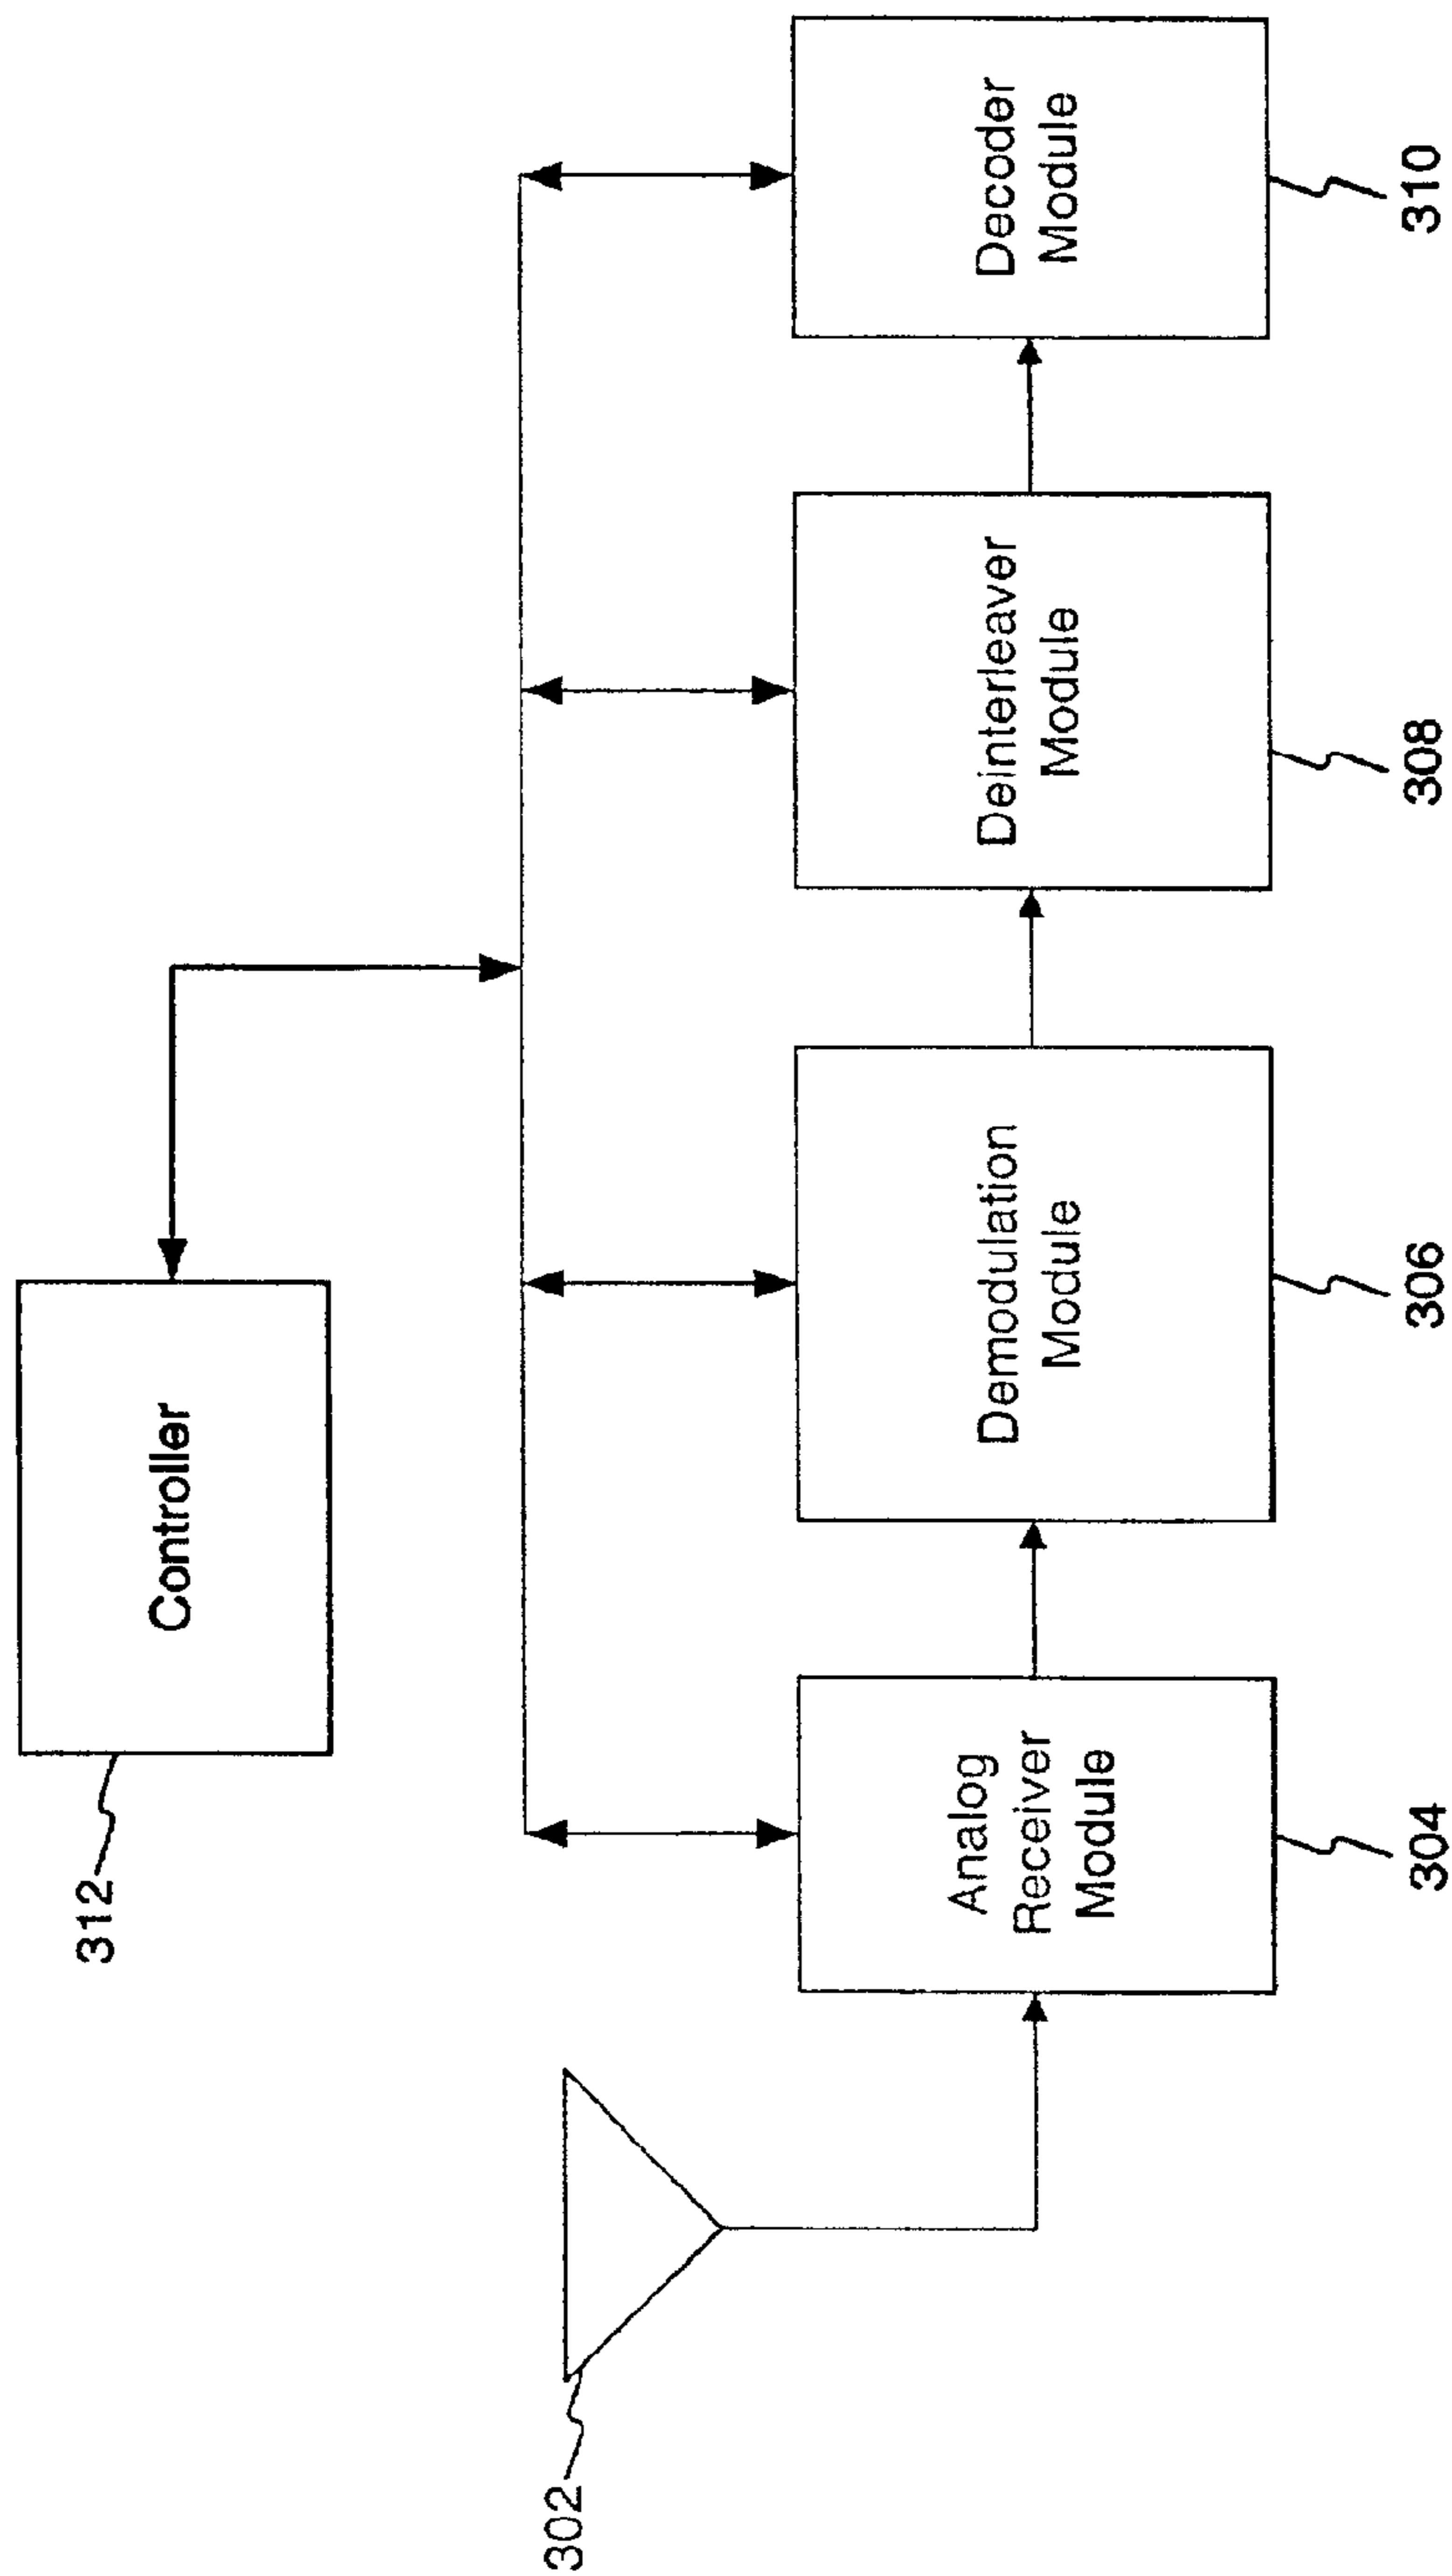 312
Controller
302
Analog
Receiver
Module
304
Demodulation
Module
306
Deinterleaver
Module
308
Decoder
Module
310